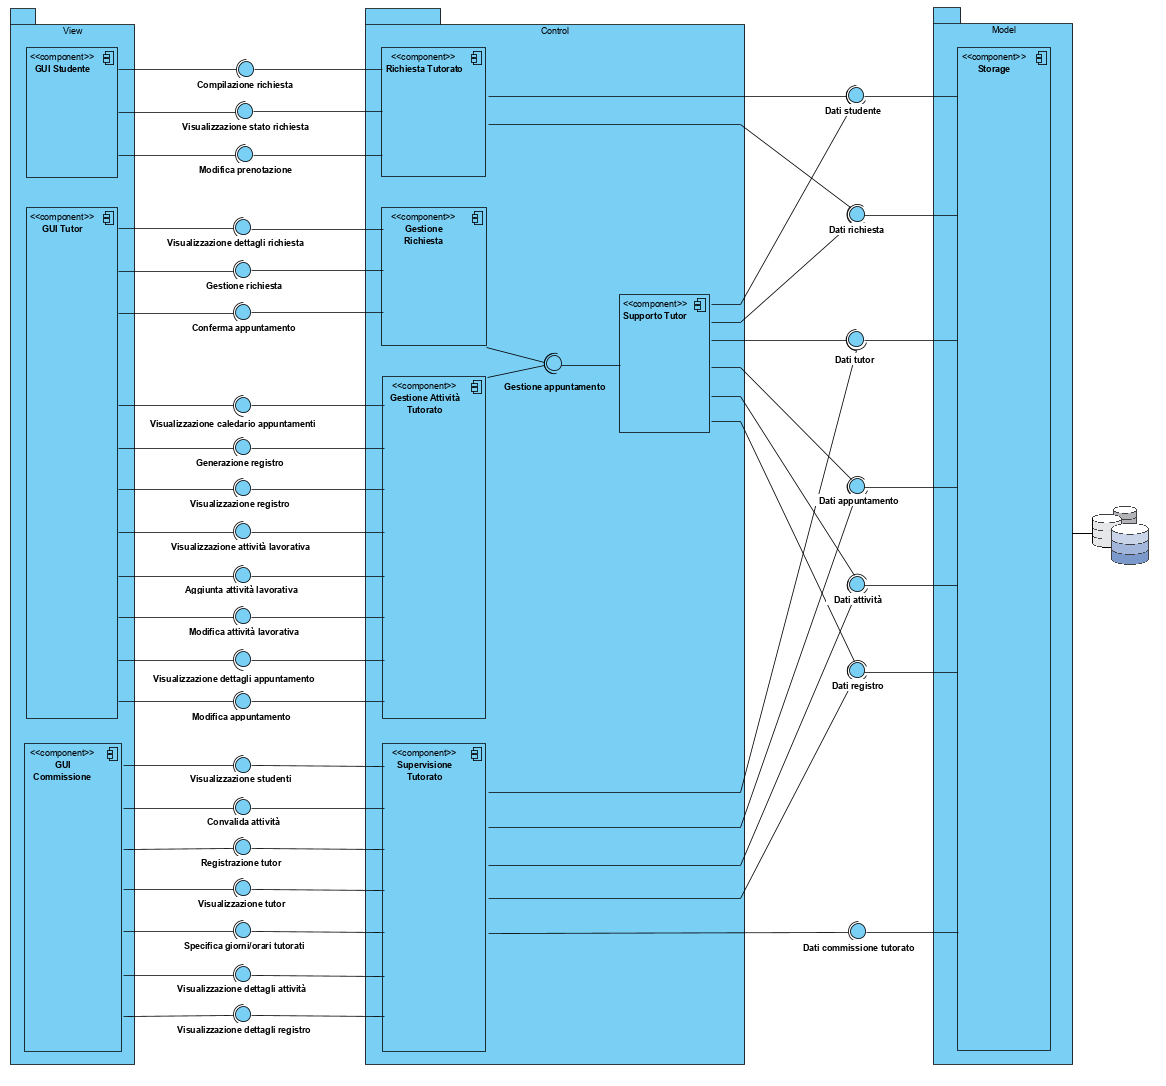 View
<<component>>
GUI Studente
Compilazione richiesta
Visualizzazione stato richiesta
Modifica prenotazione
<<component>>
GUI Tutor
Visualizzazione dettagli richiesta
Gestione richiesta
Conferma appuntamento
Visualizzazione caledario appuntamenti
Generazione registro
Visualizzazione registro
Visualizzazione attività lavorativa
Aggiunta attività lavorativa
Modifica attività lavorativa
Visualizzazione dettagli appuntamento
Modifica appuntamento
<<component>>
GUI
Commissione
Visualizzazione studenti
Convalida attività
Registrazione tutor
Visualizzazione tutor
Specifica giorni/orari tutorati
Visualizzazione dettagli attività
Visualizzazione dettagli registro
Control
<<component>>
Richiesta Tutorato
<<component>>
Gestione
Richiesta
<<component>>
Supporto Tutor
Gestione appuntamento
<<component>>
Gestione Attività
Tutorato
<<component>>
Supervisione
Tutorato
Dati studente
Dati richiesta
Dati tutor
Dati appuntamento
Dati attività
Dati registro
Dati commissione tutorato
Model
<<component>>
Storage